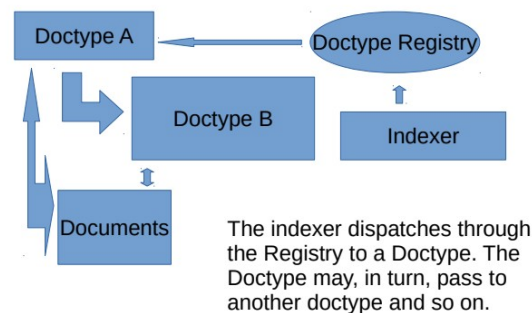 Doctype A
Doctype Registry
Doctype B
Indexer
Documents
The indexer dispatches through
the Registry to a Doctype. The
Doctype may, in turn, pass to
another doctype and so on.